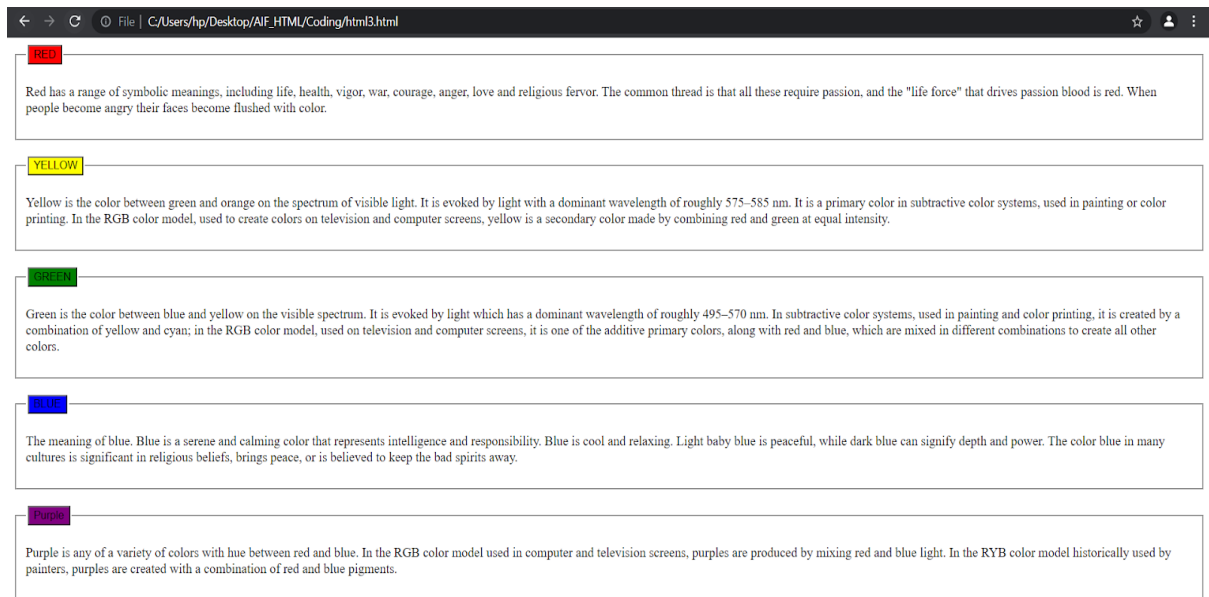 File | C:/Users/hp/Desktop/AIF_HTML/Coding/html3.html
RED
Red has a range of symbolic meanings, including life, health, vigor, war, courage, anger, love and religious fervor. The common thread is that all these require passion, and the "life force" that drives passion blood is red. When
people become angry their faces become flushed with color.
YELLOW
Yellow is the color between green and orange on the spectrum of visible light. It is evoked by light with a dominant wavelength of roughly 575–585 nm. It is a primary color in subtractive color systems, used in painting or color
printing. In the RGB color model, used to create colors on television and computer screens, yellow is a secondary color made by combining red and green at equal intensity.
GREEN
Green is the color between blue and yellow on the visible spectrum. It is evoked by light which has a dominant wavelength of roughly 495–570 nm. In subtractive color systems, used in painting and color printing, it is created by a
combination of yellow and cyan; in the RGB color model, used on television and computer screens, it is one of the additive primary colors, along with red and blue, which are mixed in different combinations to create all other
colors.
BLUE
The meaning of blue. Blue is a serene and calming color that represents intelligence and responsibility. Blue is cool and relaxing. Light baby blue is peaceful, while dark blue can signify depth and power. The color blue in many
cultures is significant in religious beliefs, brings peace, or is believed to keep the bad spirits away.
Purple
Purple is any of a variety of colors with hue between red and blue. In the RGB color model used in computer and television screens, purples are produced by mixing red and blue light. In the RYB color model historically used by
painters, purples are created with a combination of red and blue pigments.